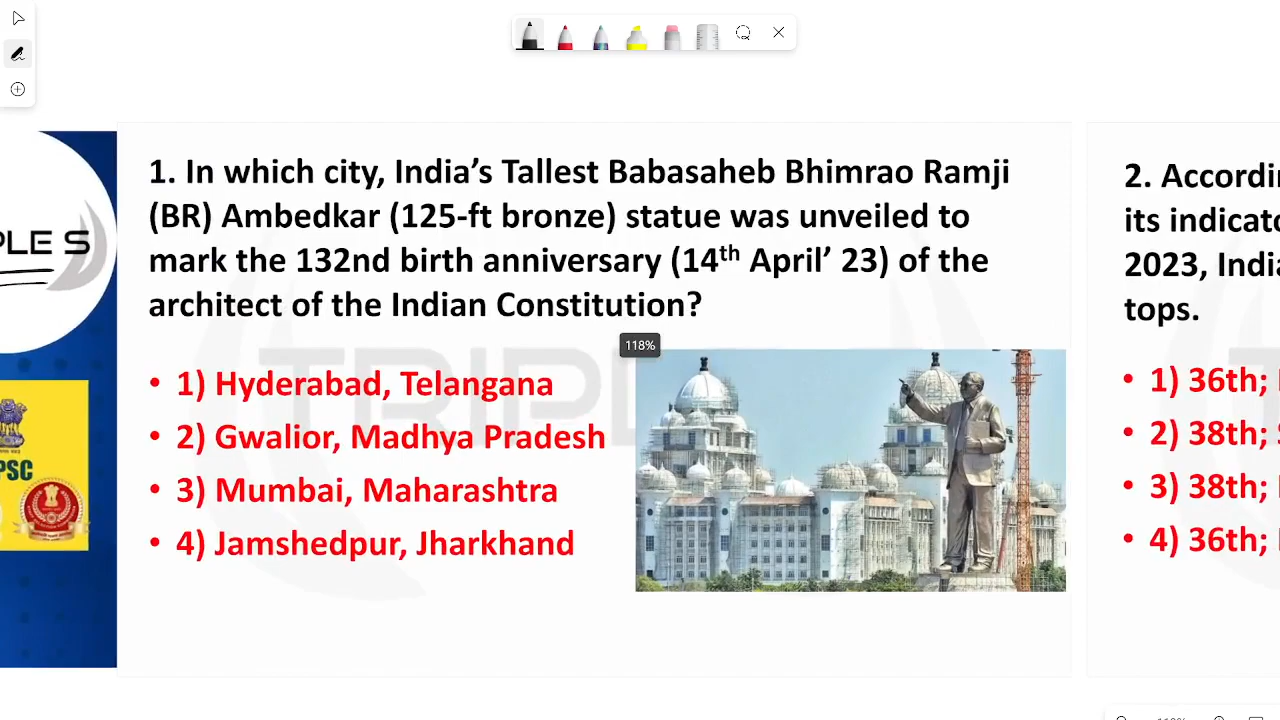 1. In which city, India's Tallest Babasaheb Bhimrao Ramji
(BR) Ambedkar (125-ft bronze) statue was unveiled to
mark the 132nd birth anniversary (14th April' 23) of the
architect of the Indian Constitution?
118%
• 1) Hyderabad, Telangana
• 2) Gwalior, Madhya Pradesh
• 3) Mumbai, Maharashtra
• 4) Jamshedpur, Jharkhand
PLE S
PSC
TRIPL
2. Accordi
its indicat
2023, India
tops.
• 1) 36th;
• 2) 38th;
• 3) 38th;
• 4) 36th;